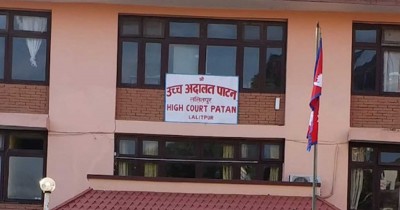 श्री
उच्च अदालत पाटन
ललितपुर
HIGH COURT PATAN
LALITPUR